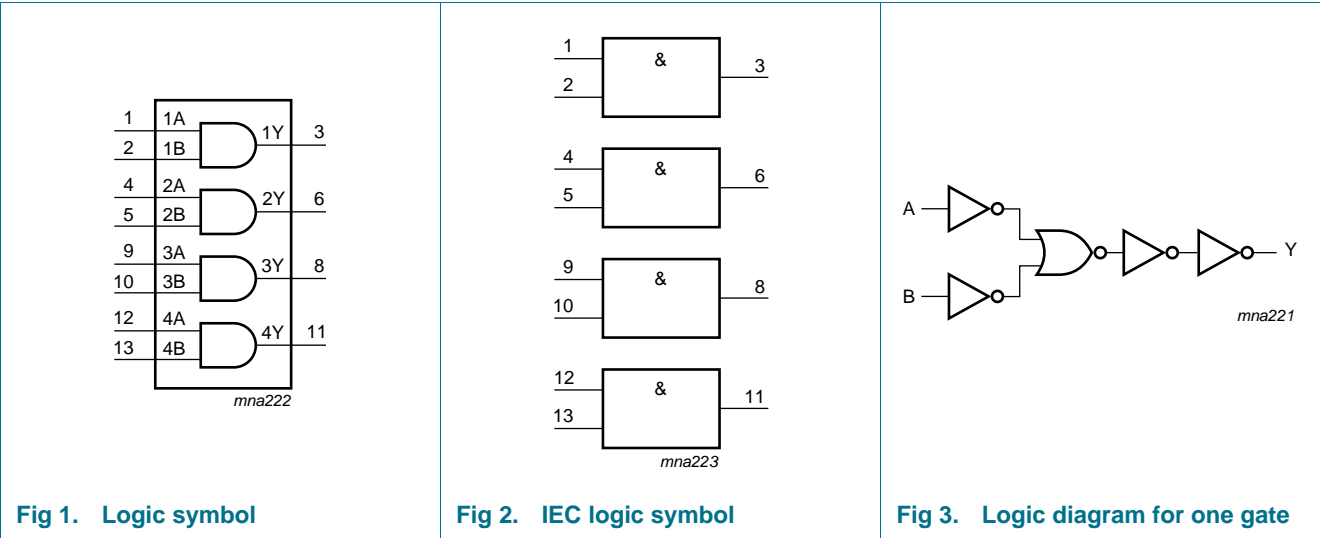 1 1A 1Y 3
2 1B
4 2A 2Y 6
5 2B
9 3A 3Y 8
10 3B
12 4A 4Y 11
13 4B
mna222
Fig 1. Logic symbol
1 & 3
2
4 & 6
5
9 & 8
10
12 & 11
13
mna223
Fig 2. IEC logic symbol
A
Y
B
mna221
Fig 3. Logic diagram for one gate